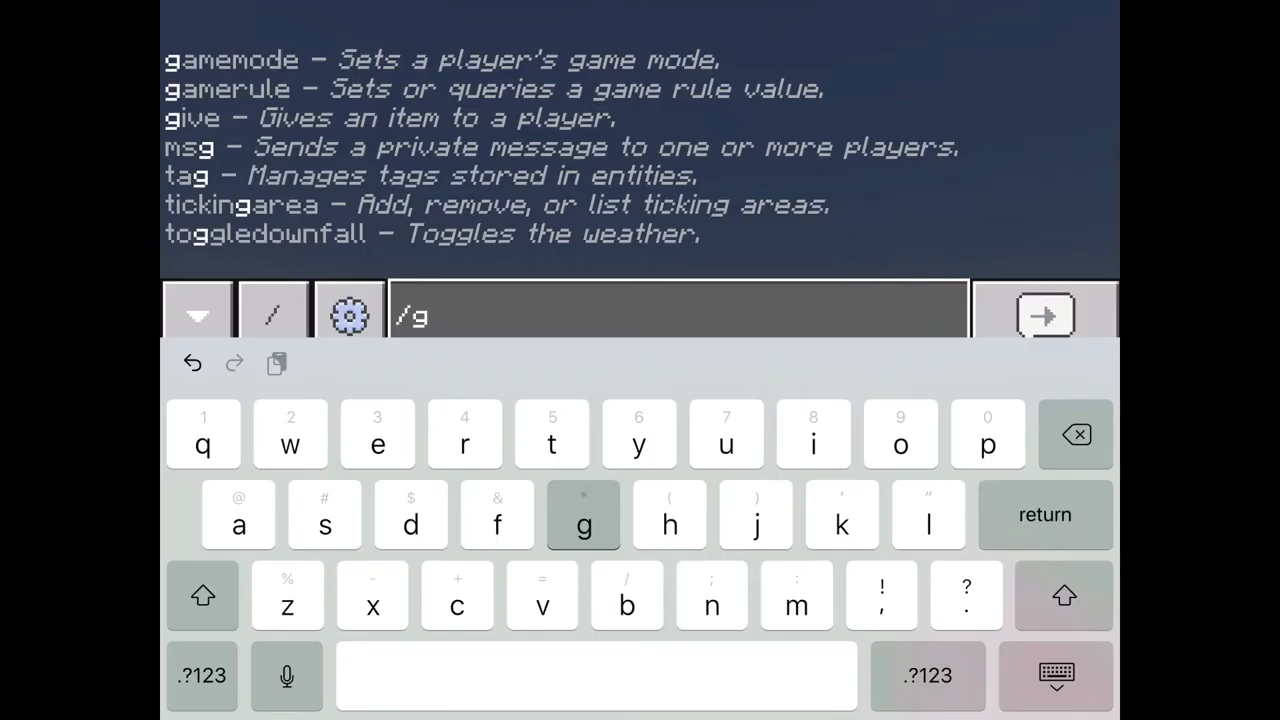 gamemode - Sets a player's game mode.
gamerule - Sets or queries a game rule value.
give - Gives an item to a player.
msg - Sends a private message to one or more players.
tag - Manages tags stored in entities.
tickingarea - Add, remove, or list ticking areas.
toggledownfall - Toggles the weather.
/ /g
1 2 3 4 5 6 7 8 9 0
q w e r t y u i o p
@ # $ & * ( ) ' "
a s d f g h j k l return
% - + = / ; : ! ?
z x c v b n m , .
.?123 .?123